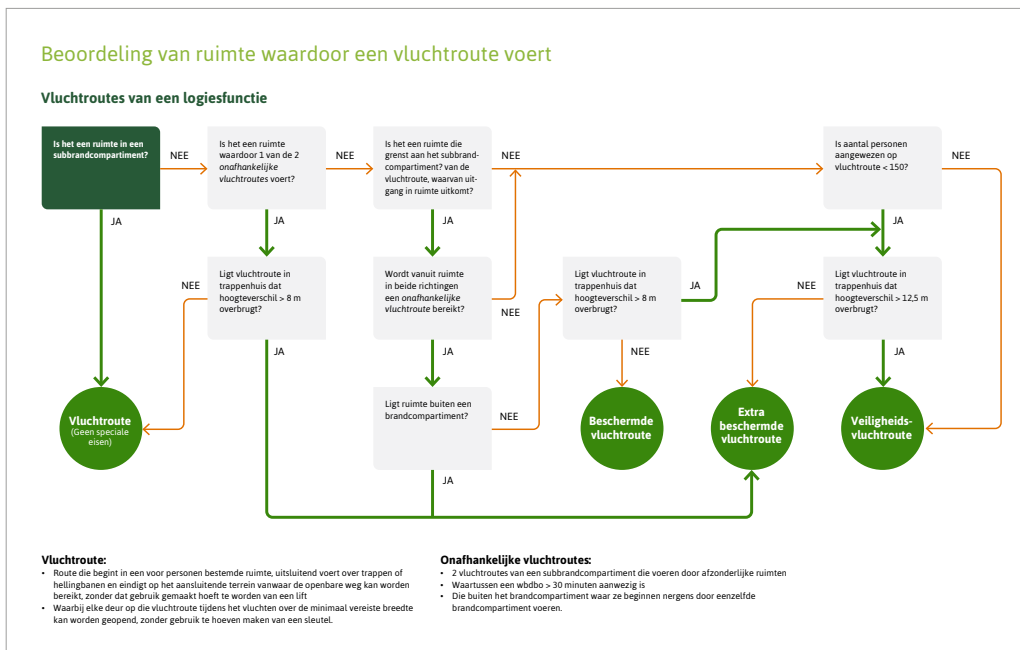 Beoordeling van ruimte waardoor een vluchtroute voert
Vluchtroutes van een logiesfunctie
Is het een ruimte in een
subbrandcompartiment?
NEE
JA
Is het een ruimte
waardoor 1 van de 2
onafhankelijke
vluchtroutes voert?
NEE
JA
Is het een ruimte die
grenst aan het subbrand-
compartiment? van de
vluchtroute, waarvan uit-
gang in ruimte uitkomt?
NEE
JA
Is aantal personen
aangewezen op
vluchtroute < 150?
NEE
JA
NEE
Ligt vluchtroute in
trappenhuis dat
hoogteverschil > 8 m
overbrugt?
JA
Wordt vanuit ruimte
in beide richtingen
een onafhankelijke
vluchtroute bereikt?
NEE
JA
Ligt vluchtroute in
trappenhuis dat
hoogteverschil > 8 m
overbrugt?
JA
NEE
NEE
Ligt vluchtroute in
trappenhuis dat
hoogteverschil > 12,5 m
overbrugt?
JA
Vluchtroute
(Geen speciale
eisen)
Ligt ruimte buiten een
brandcompartiment?
NEE
JA
Beschermde
vluchtroute
Extra
beschermde
vluchtroute
Veiligheids-
vluchtroute
Vluchtroute:
• Route die begint in een voor personen bestemde ruimte, uitsluitend voert over trappen of
hellingbanen en eindigt op het aansluitende terrein vanwaar de openbare weg kan worden
bereikt, zonder dat gebruik gemaakt hoeft te worden van een lift
• Waarbij elke deur op die vluchtroute tijdens het vluchten over de minimaal vereiste breedte
kan worden geopend, zonder gebruik te hoeven maken van een sleutel.
Onafhankelijke vluchtroutes:
• 2 vluchtroutes van een subbrandcompartiment die voeren door afzonderlijke ruimten
• Waartussen een wbdbo > 30 minuten aanwezig is
• Die buiten het brandcompartiment waar ze beginnen nergens door eenzelfde
brandcompartiment voeren.